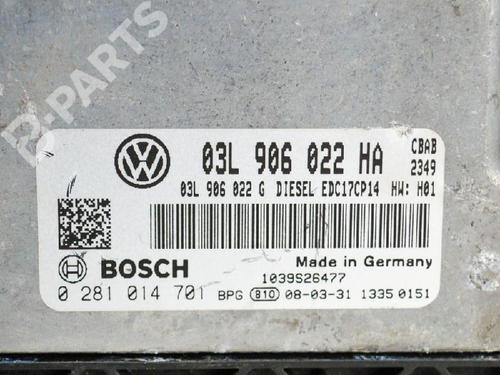 B-PARTS
03L 906 022 HA
CBAB
2349
03L 906 022 G DIESEL EDC17CP14 HW: H01
BOSCH
Made in Germany
1039S26477
0 281 014 701 BPG 810 08-03-31 1335 0151